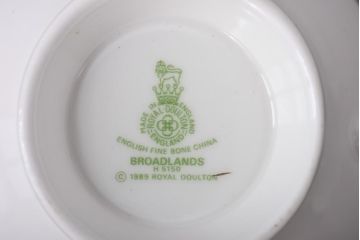 MADE IN ENGLAND
ROYAL DOULTON
ENGLAND
ENGLISH FINE BONE CHINA
BROADLANDS
H 5150
© 1989 ROYAL DOULTON